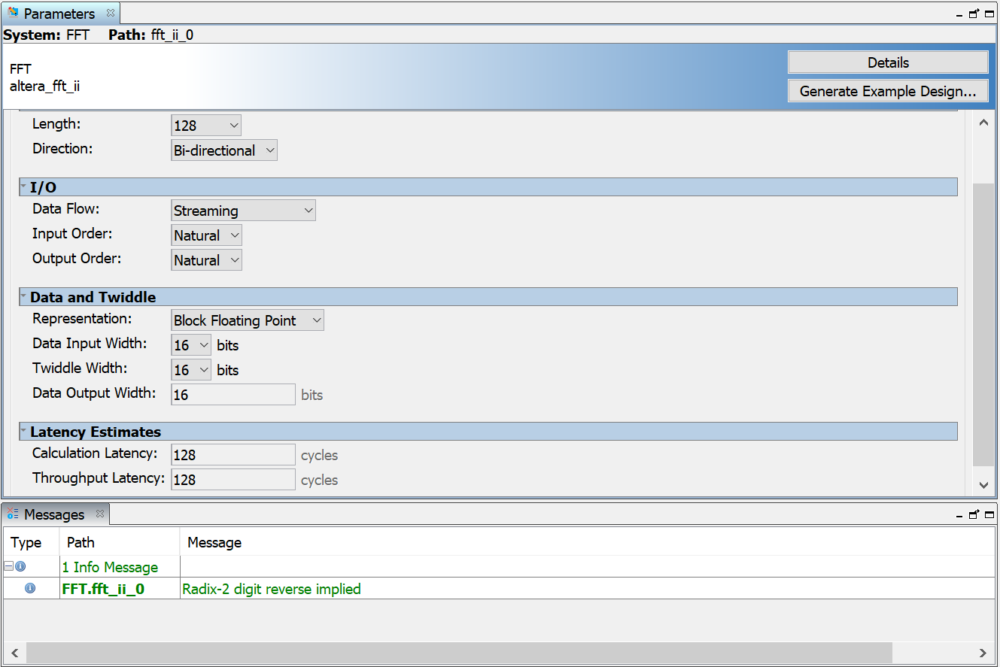 Parameters
System: FFT Path: fft_ii_0
FFT
altera_fft_ii
Details
Generate Example Design...
Length: 128
Direction: Bi-directional
I/O
Data Flow: Streaming
Input Order: Natural
Output Order: Natural
Data and Twiddle
Representation: Block Floating Point
Data Input Width: 16 bits
Twiddle Width: 16 bits
Data Output Width: 16 bits
Latency Estimates
Calculation Latency: 128 cycles
Throughput Latency: 128 cycles
Messages
Type Path Message
1 Info Message
FFT.fft_ii_0 Radix-2 digit reverse implied